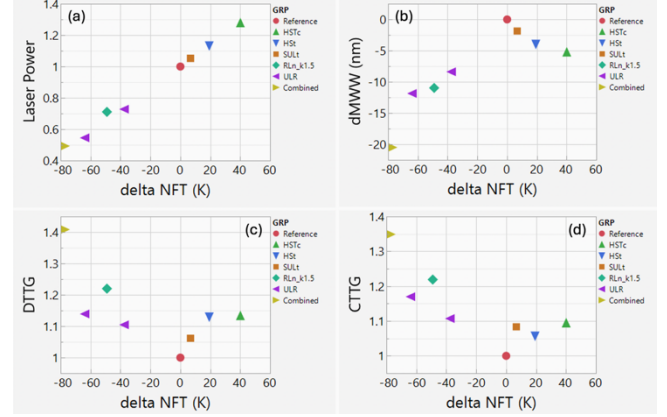 (a)
Laser Power
1.4
1.2
1
0.8
0.6
0.4
-80 -60 -40 -20 0 20 40 60
delta NFT (K)
GRP
Reference
HSTc
HSt
SULt
RLn_k1.5
ULR
Combined
(b)
dMWW (nm)
0
-5
-10
-15
-20
-80 -60 -40 -20 0 20 40 60
delta NFT (K)
GRP
Reference
HSTc
HSt
SULt
RLn_k1.5
ULR
Combined
(c)
DTTG
1.4
1.3
1.2
1.1
1
-80 -60 -40 -20 0 20 40 60
delta NFT (K)
GRP
Reference
HSTc
HSt
SULt
RLn_k1.5
ULR
Combined
(d)
CTTG
1.4
1.3
1.2
1.1
1
-80 -60 -40 -20 0 20 40 60
delta NFT (K)
GRP
Reference
HSTc
HSt
SULt
RLn_k1.5
ULR
Combined